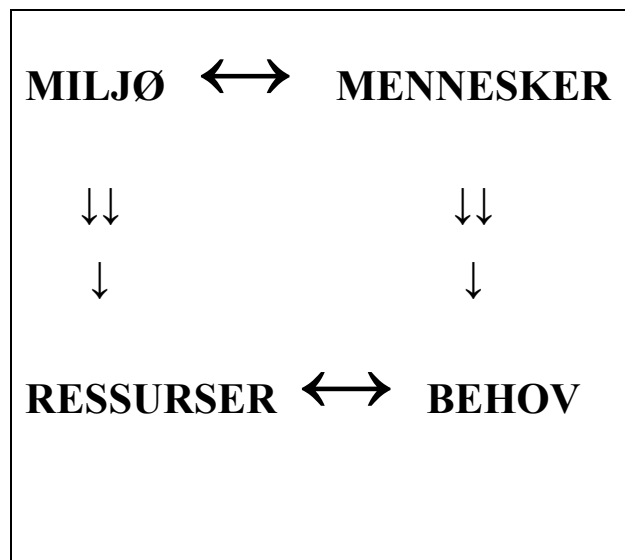 MILJØ ↔ MENNESKER
↓↓ ↓↓
↓ ↓
RESSURSER ↔ BEHOV